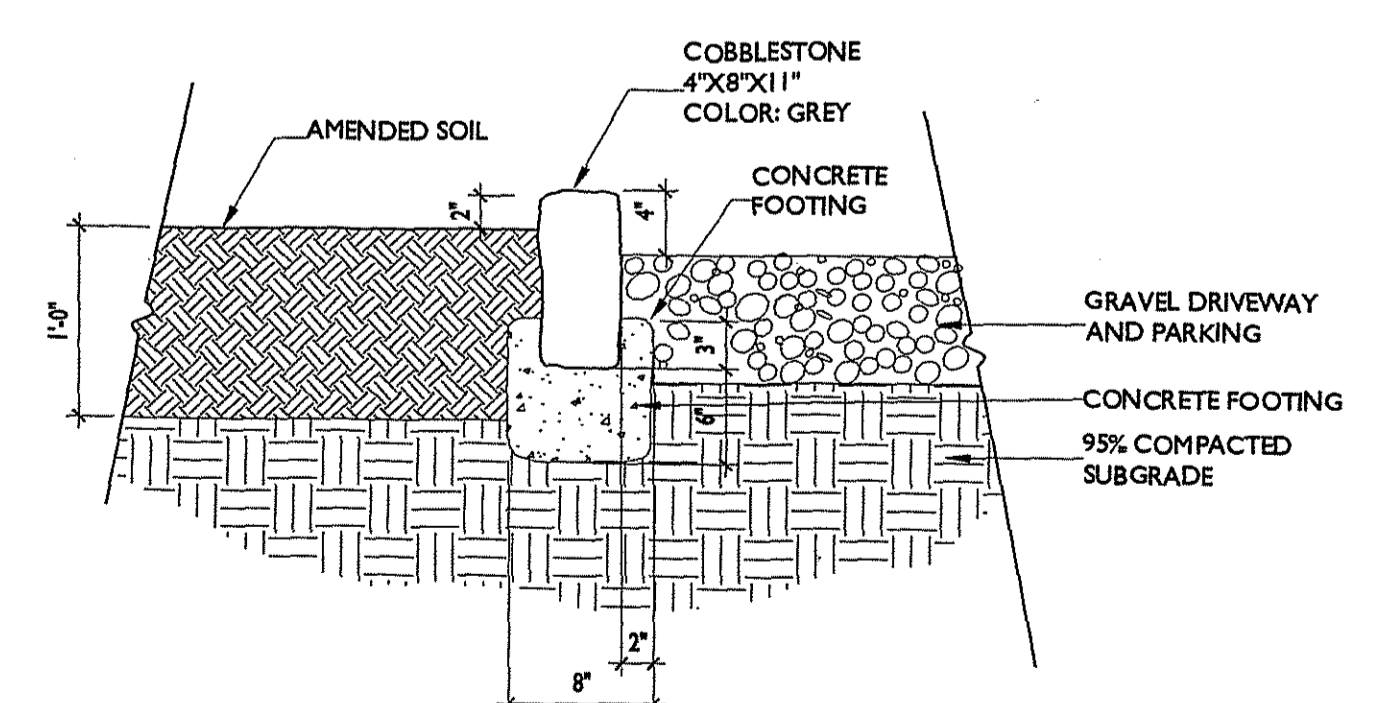 COBBLESTONE
4"X8"X11"
COLOR: GREY
AMENDED SOIL
CONCRETE
FOOTING
2"
4"
1'-0"
GRAVEL DRIVEWAY
AND PARKING
3"
CONCRETE FOOTING
6"
95% COMPACTED
SUBGRADE
2"
8"